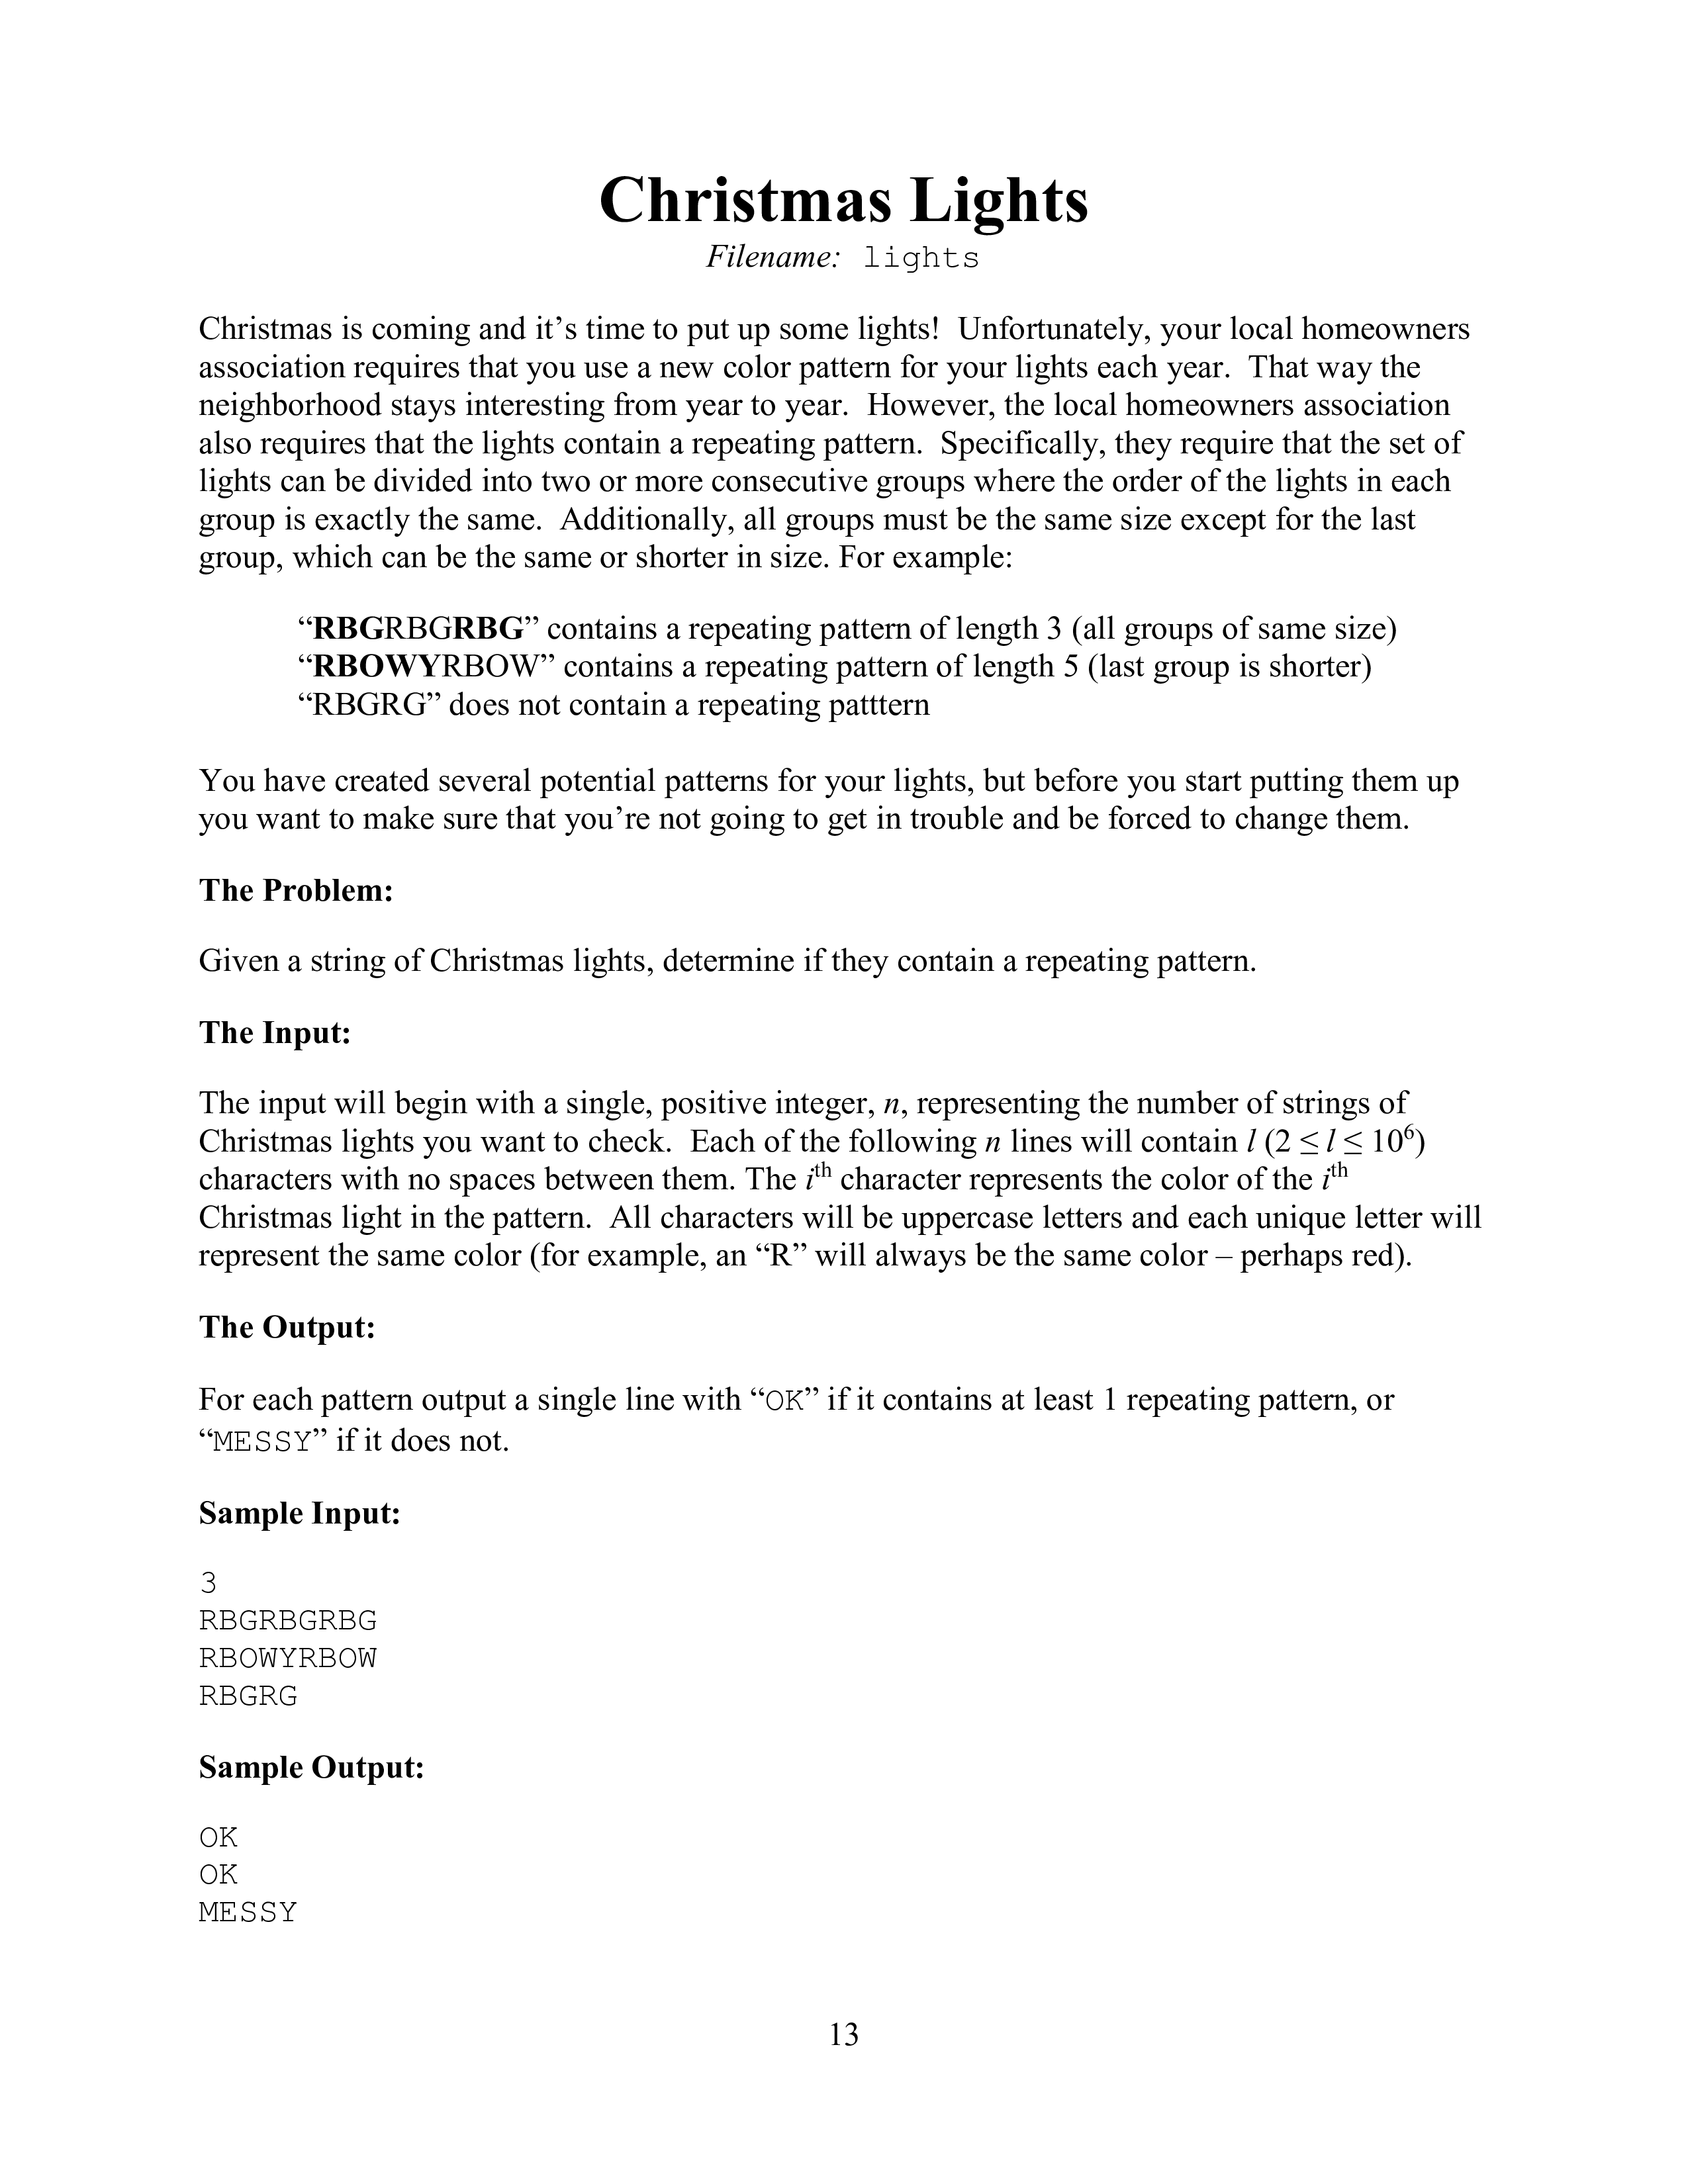 Christmas Lights
Filename: lights
Christmas is coming and it’s time to put up some lights! Unfortunately, your local homeowners
association requires that you use a new color pattern for your lights each year. That way the
neighborhood stays interesting from year to year. However, the local homeowners association
also requires that the lights contain a repeating pattern. Specifically, they require that the set of
lights can be divided into two or more consecutive groups where the order of the lights in each
group is exactly the same. Additionally, all groups must be the same size except for the last
group, which can be the same or shorter in size. For example:
“RBGRBGRBG” contains a repeating pattern of length 3 (all groups of same size)
“RBOWYRBOW” contains a repeating pattern of length 5 (last group is shorter)
“RBGRG” does not contain a repeating patttern
You have created several potential patterns for your lights, but before you start putting them up
you want to make sure that you’re not going to get in trouble and be forced to change them.
The Problem:
Given a string of Christmas lights, determine if they contain a repeating pattern.
The Input:
The input will begin with a single, positive integer, n, representing the number of strings of
Christmas lights you want to check. Each of the following n lines will contain l (2 ≤ l ≤ 10⁶)
characters with no spaces between them. The iᵗʰ character represents the color of the iᵗʰ
Christmas light in the pattern. All characters will be uppercase letters and each unique letter will
represent the same color (for example, an “R” will always be the same color – perhaps red).
The Output:
For each pattern output a single line with “OK” if it contains at least 1 repeating pattern, or
“MESSY” if it does not.
Sample Input:
3
RBGRBGRBG
RBOWYRBOW
RBGRG
Sample Output:
OK
OK
MESSY
13